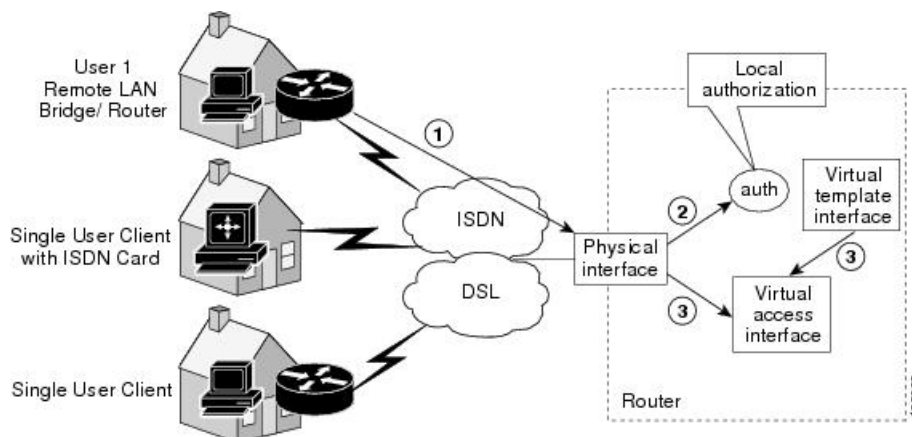 User 1
Remote LAN
Bridge/ Router
Single User Client
with ISDN Card
Single User Client
1
ISDN
DSL
Physical
interface
2
3
Local
authorization
auth
Virtual
template
interface
3
Virtual
access
interface
Router